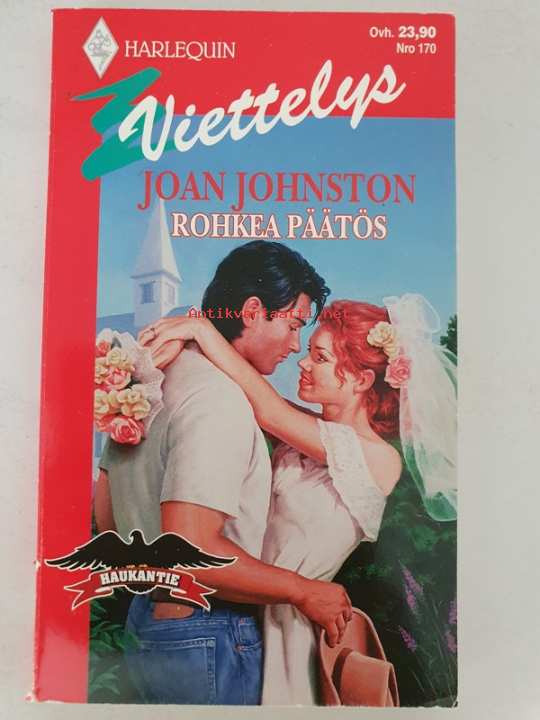 HARLEQUIN
Ovh. 23,90
Nro 170
Viettelys
JOAN JOHNSTON
ROHKEA PÄÄTÖS
Antikvariaatti.net
HAUKANTIE